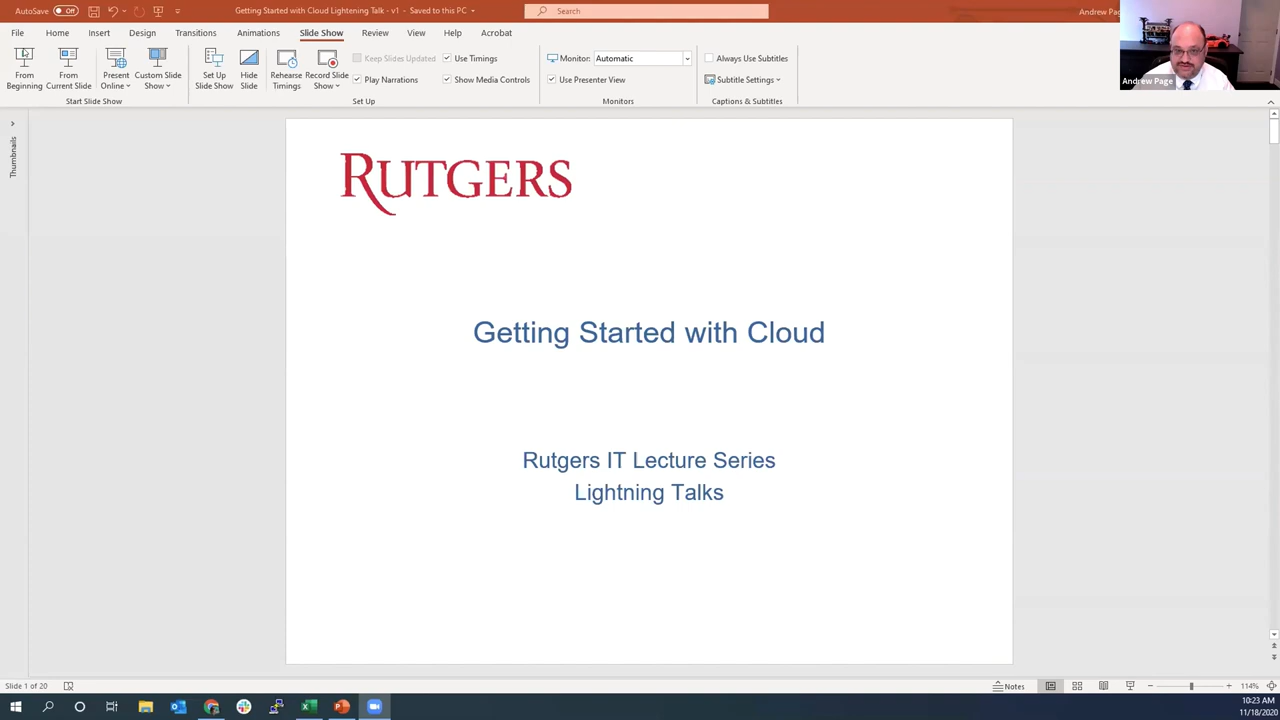 AutoSave Off
Getting Started with Cloud Lightening Talk - v1 - Saved to this PC
Search
Andrew Pa
File Home Insert Design Transitions Animations Slide Show Review View Help Acrobat
From Beginning
From Current Slide
Present Online
Custom Slide Show
Set Up Slide Show
Hide Slide
Rehearse Timings
Record Slide Show
Keep Slides Updated
Use Timings
Play Narrations
Show Media Controls
Monitor: Automatic
Use Presenter View
Always Use Subtitles
Subtitle Settings
Start Slide Show
Set Up
Monitors
Captions & Subtitles
Andrew Page
Thumbnails
RUTGERS
Getting Started with Cloud
Rutgers IT Lecture Series
Lightning Talks
Slide 1 of 20
Notes
114%
10:23 AM
11/18/2020